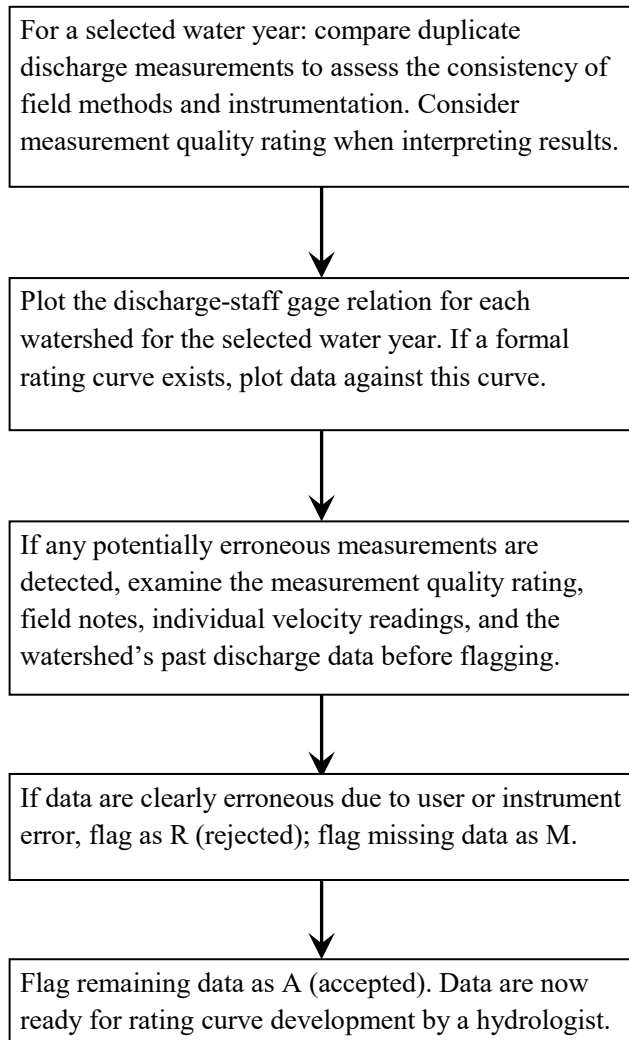 For a selected water year: compare duplicate
discharge measurements to assess the consistency of
field methods and instrumentation. Consider
measurement quality rating when interpreting results.
Plot the discharge-staff gage relation for each
watershed for the selected water year. If a formal
rating curve exists, plot data against this curve.
If any potentially erroneous measurements are
detected, examine the measurement quality rating,
field notes, individual velocity readings, and the
watershed’s past discharge data before flagging.
If data are clearly erroneous due to user or instrument
error, flag as R (rejected); flag missing data as M.
Flag remaining data as A (accepted). Data are now
ready for rating curve development by a hydrologist.